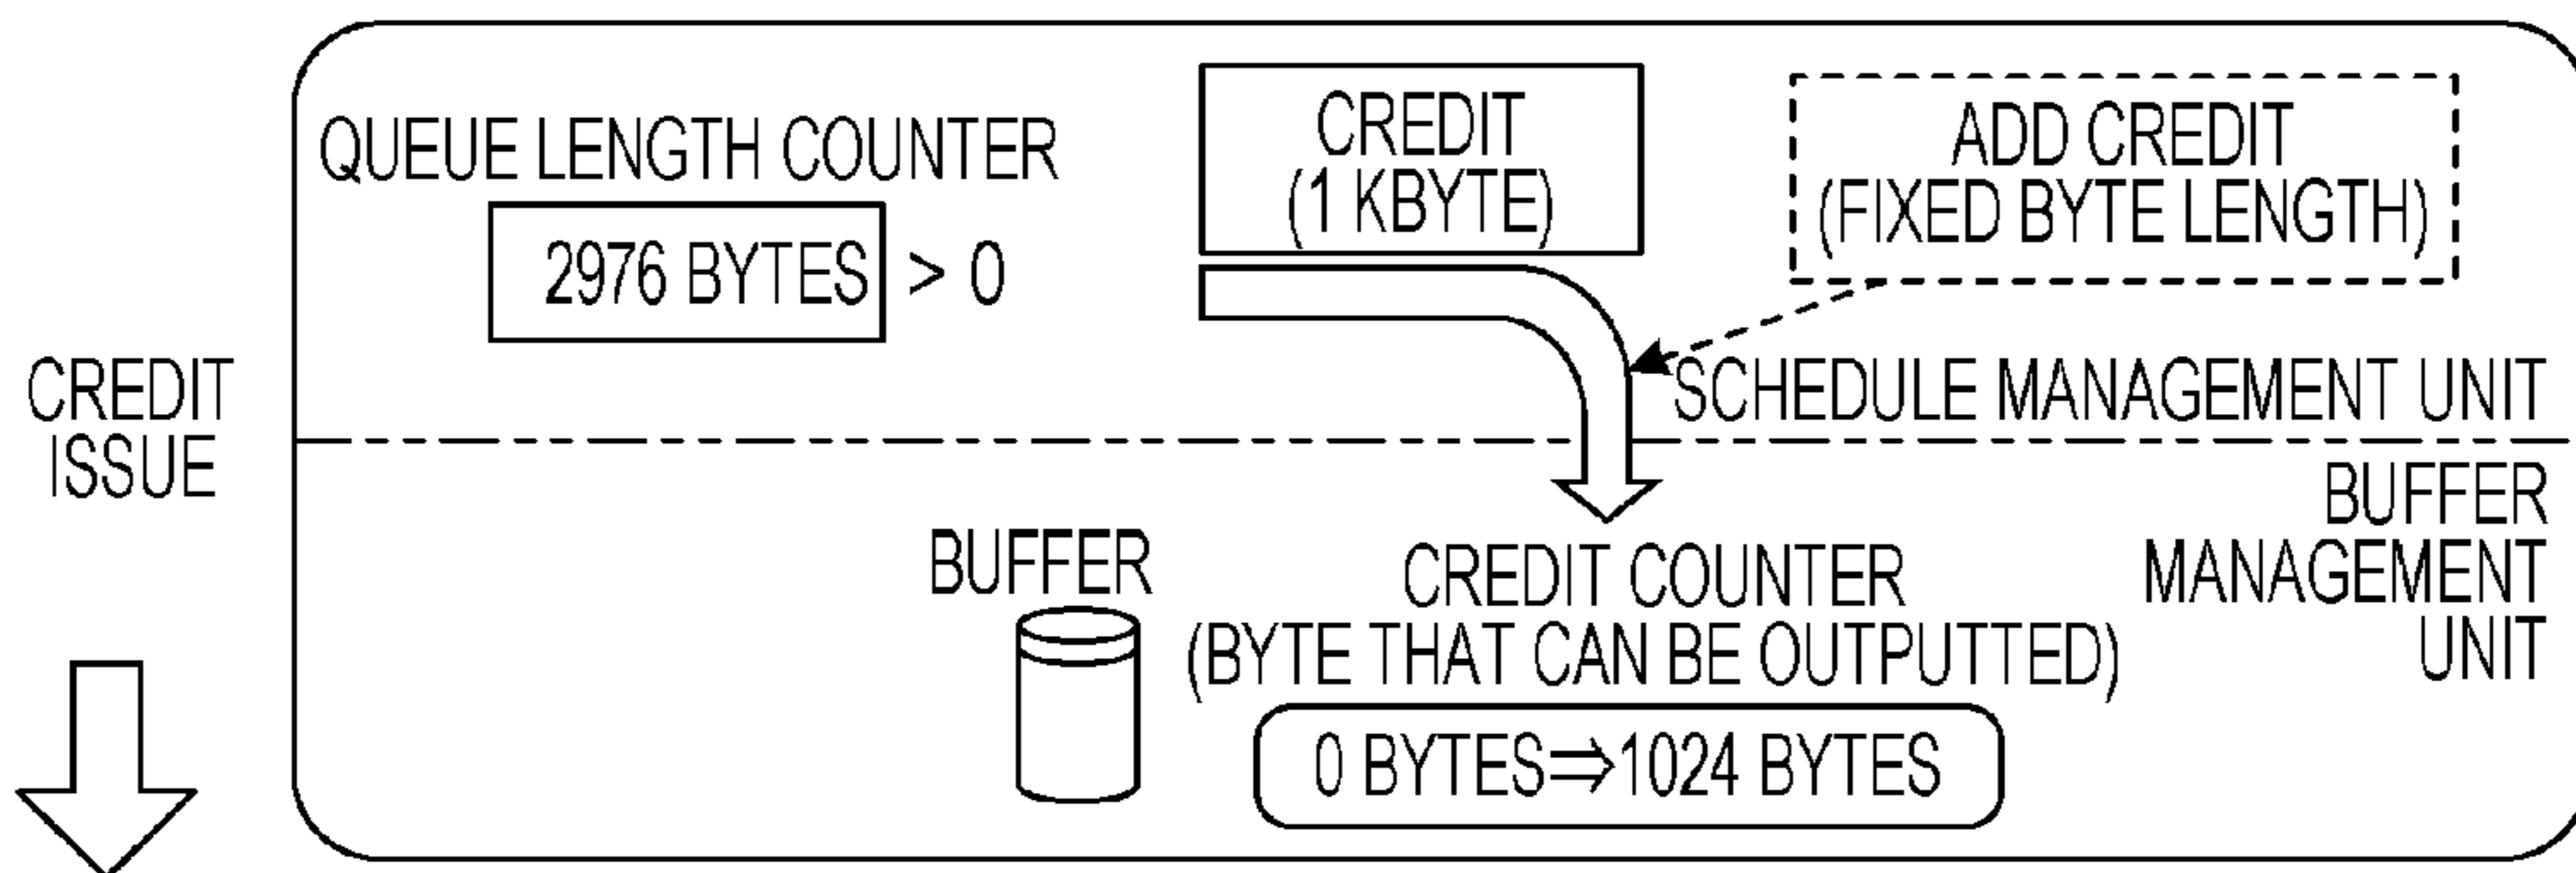 QUEUE LENGTH COUNTER
2976 BYTES > 0
CREDIT
(1 KBYTE)
ADD CREDIT
(FIXED BYTE LENGTH)
SCHEDULE MANAGEMENT UNIT
CREDIT
ISSUE
BUFFER
MANAGEMENT
UNIT
BUFFER
CREDIT COUNTER
(BYTE THAT CAN BE OUTPUTTED)
0 BYTES⇒1024 BYTES